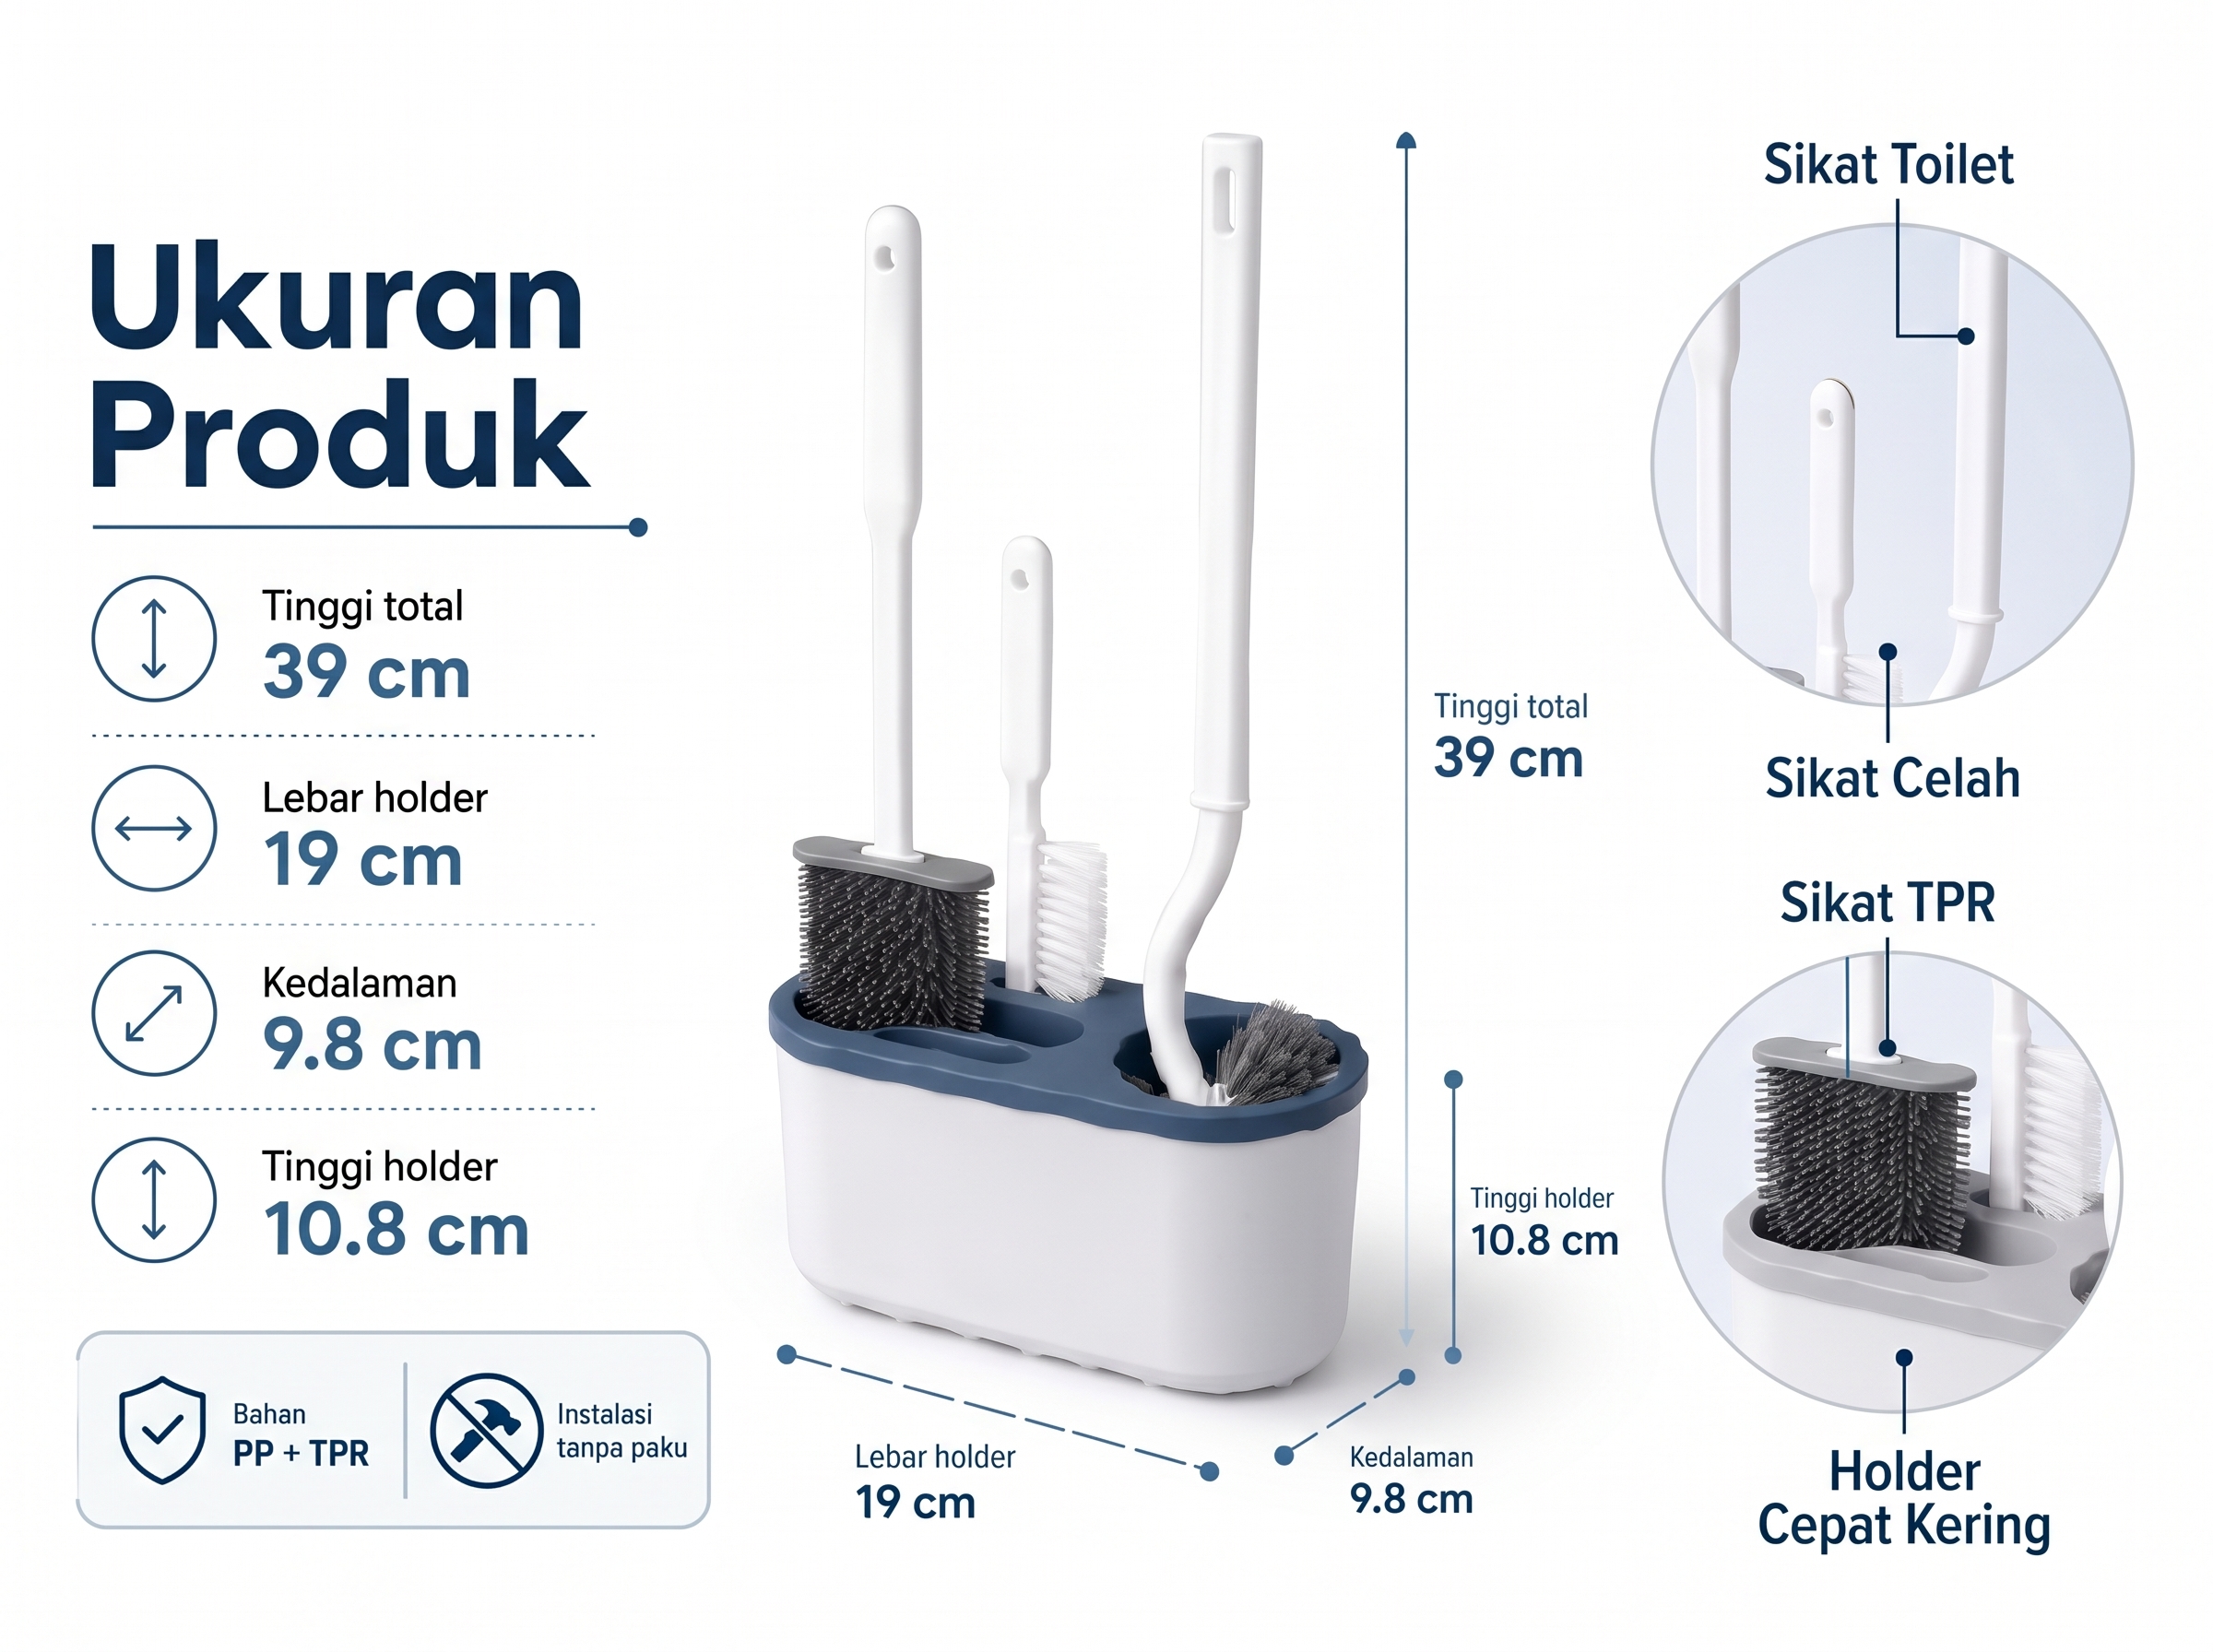 Ukuran
Produk
Tinggi total
39 cm
Lebar holder
19 cm
Kedalaman
9.8 cm
Tinggi holder
10.8 cm
Bahan
PP + TPR
Instalasi
tanpa paku
Tinggi total
39 cm
Tinggi holder
10.8 cm
Lebar holder
19 cm
Kedalaman
9.8 cm
Sikat Toilet
Sikat Celah
Sikat TPR
Holder
Cepat Kering